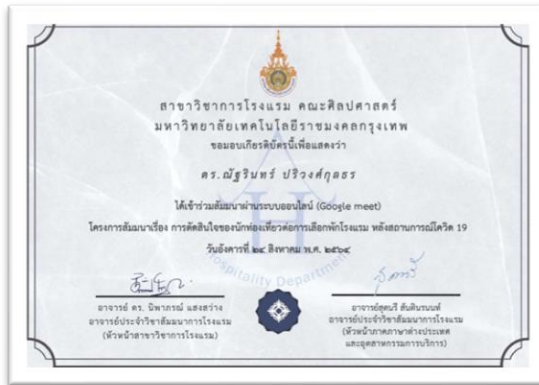 สาขาวิชาการโรงแรม คณะศิลปศาสตร์
มหาวิทยาลัยเทคโนโลยีราชมงคลกรุงเทพ
ขอมอบเกียรติบัตรนี้เพื่อแสดงว่า
ดร.ณัฐรินทร์ ปริวงศ์กุลธร
ได้เข้าร่วมสัมมนาผ่านระบบออนไลน์ (Google meet)
โครงการสัมมนาเรื่อง การตัดสินใจของนักท่องเที่ยวต่อการเลือกพักโรงแรม หลังสถานการณ์โควิด 19
วันอังคารที่ ๒๔ สิงหาคม พ.ศ. ๒๕๖๔
H
Hospitality Department
อาจารย์ ดร. นิพาภรณ์ แสงสว่าง
อาจารย์ประจำวิชาสัมมนาการโรงแรม
(หัวหน้าสาขาวิชาการโรงแรม)
อาจารย์สุดนรี ตันตินรนนท์
อาจารย์ประจำวิชาสัมมนาการโรงแรม
(หัวหน้าภาคภาษาต่างประเทศ
และอุตสาหกรรมการบริการ)